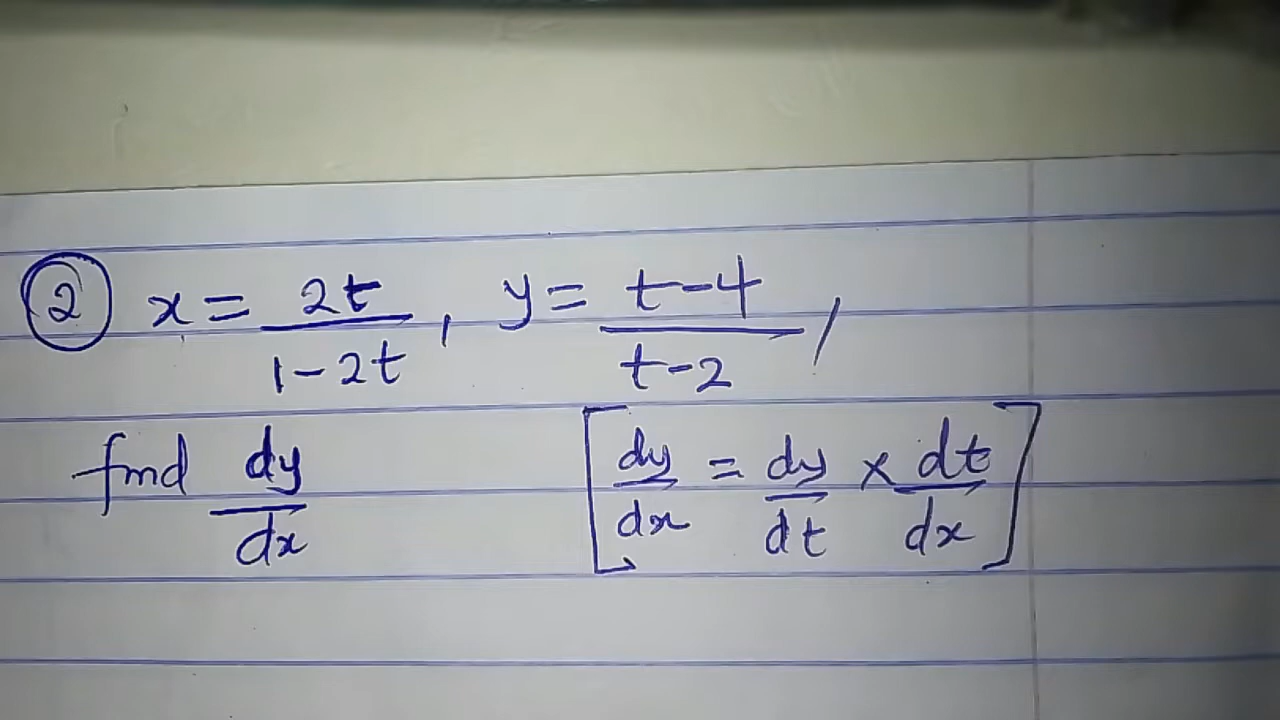 ② x = 2t/(1-2t), y = (t-4)/(t-2),
find dy/dx [dy/dx = dy/dt × dt/dx]